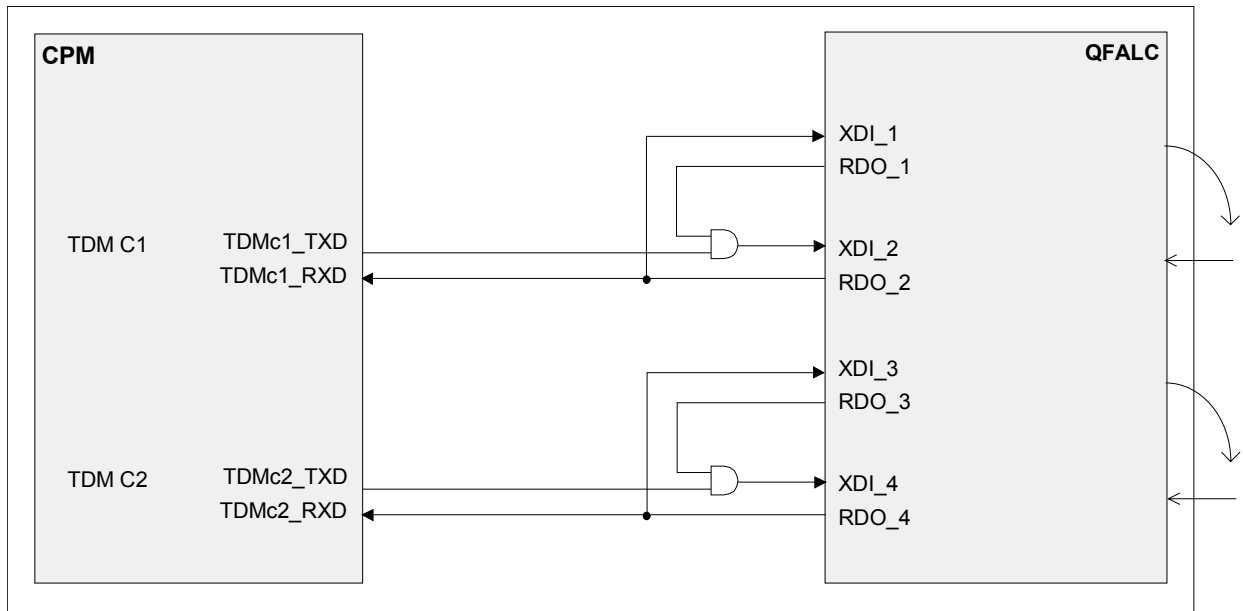 CPM
QFALC
XDI_1
RDO_1
TDM C1
TDMc1_TXD
XDI_2
TDMc1_RXD
RDO_2
XDI_3
RDO_3
TDM C2
TDMc2_TXD
XDI_4
TDMc2_RXD
RDO_4